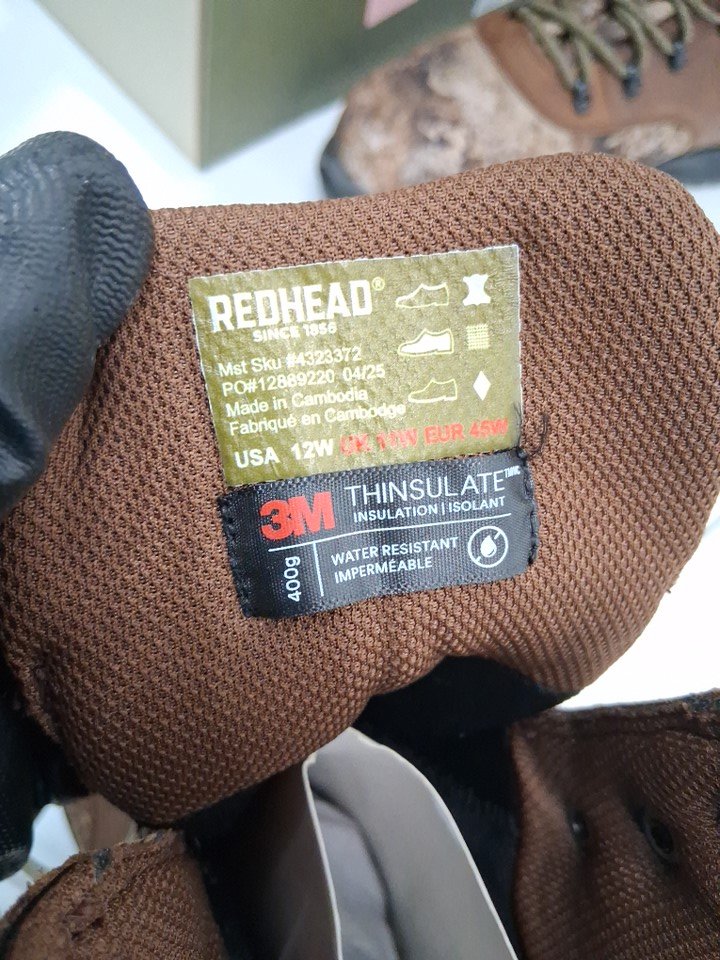 REDHEAD®
SINCE 1856
Mst Sku #4323372
PO#12889220 04/25
Made in Cambodia
Fabriqué en Cambodge
USA 12W UK 11W EUR 45W
3M THINSULATE™/MC
INSULATION | ISOLANT
400g
WATER RESISTANT
IMPERMÉABLE